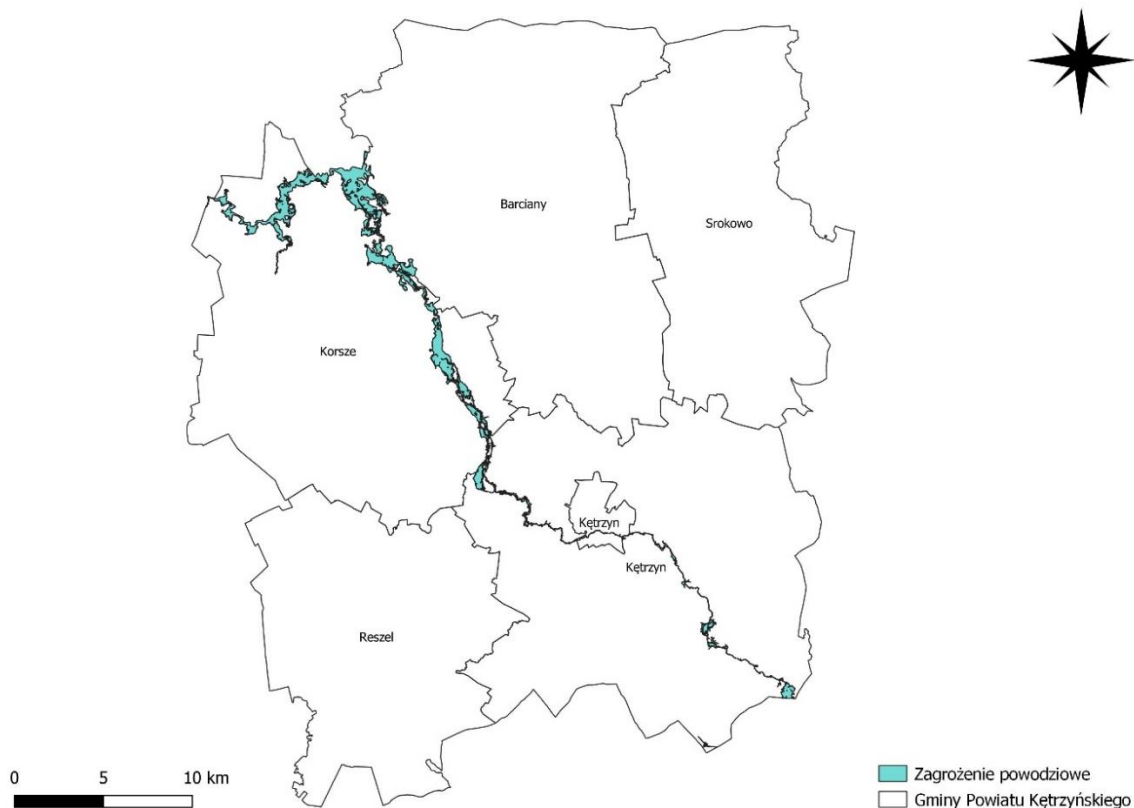 Barciany
Srokowo
Korsze
Kętrzyn
Kętrzyn
Reszel
0 5 10 km
Zagrożenie powodziowe
Gminy Powiatu Kętrzyńskiego